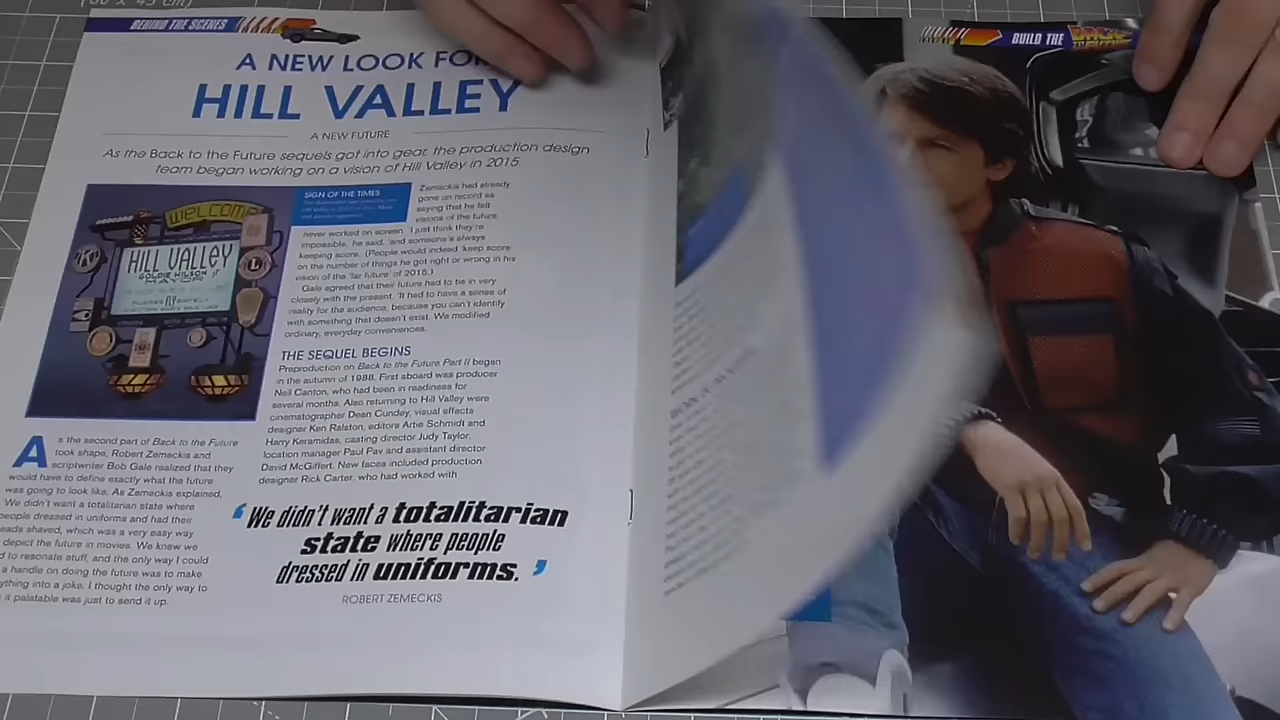 (60 x 45 cm)
BEHIND THE SCENES
A NEW LOOK FOR
HILL VALLEY
A NEW FUTURE
As the Back to the Future sequels got into gear, the production design
team began working on a vision of Hill Valley in 2015
WELCOME
HILL VALLEY
GOLDIE WILSON
MAYOR
SIGN OF THE TIMES
Zemeckis had already
gone on record as
saying that he felt
visions of the future
never worked on screen. 'I just think they're
impossible, he said, 'and someone's always
keeping score. (People would indeed 'keep score
on the number of things he got right or wrong in his
vision of the 'far future' of 2015.)
Gale agreed that their future had to tie in very
closely with the present. 'It had to have a sense of
reality for the audience, because you can't identify
with something that doesn't exist. We modified
ordinary, everyday conveniences.
THE SEQUEL BEGINS
Preproduction on Back to the Future Part II began
in the autumn of 1988. First aboard was producer
Neil Canton, who had been in readiness for
several months. Also returning to Hill Valley were
cinematographer Dean Cundey, visual effects
designer Ken Ralston, editors Artie Schmidt and
Harry Keramidas, casting director Judy Taylor,
location manager Paul Pav and assistant director
David McGiffert. New faces included production
designer Rick Carter, who had worked with
As the second part of Back to the Future
took shape, Robert Zemeckis and
scriptwriter Bob Gale realized that they
would have to define exactly what the future
was going to look like. As Zemeckis explained,
We didn't want a totalitarian state where
people dressed in uniforms and had their
eads shaved, which was a very easy way
depict the future in movies. We knew we
d to resonate stuff, and the only way I could
a handle on doing the future was to make
ything into a joke. I thought the only way to
it palatable was just to send it up.
'We didn't want a totalitarian
state where people
dressed in uniforms.'
ROBERT ZEMECKIS
BUILD THE BACK TO THE FUTURE